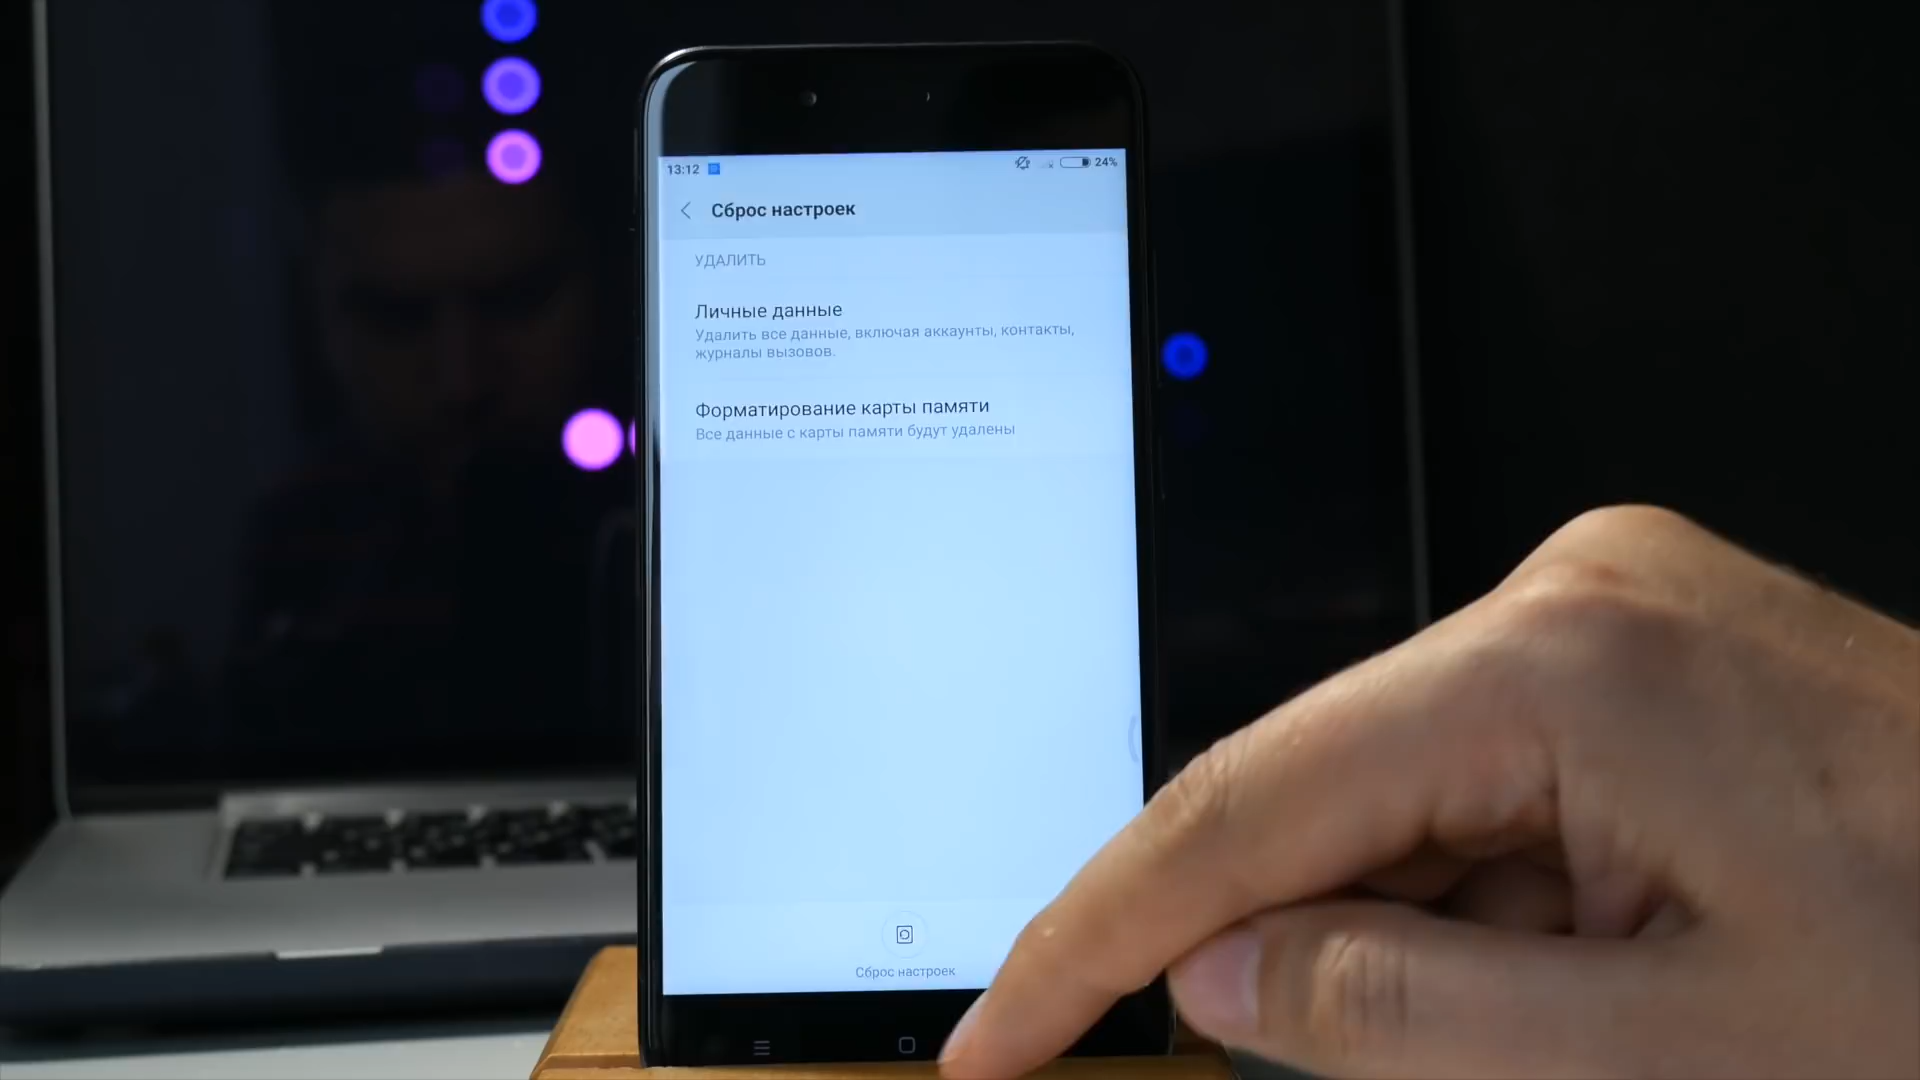 13:12 24%
Сброс настроек
УДАЛИТЬ
Личные данные
Удалить все данные, включая аккаунты, контакты,
журналы вызовов.
Форматирование карты памяти
Все данные с карты памяти будут удалены
Сброс настроек